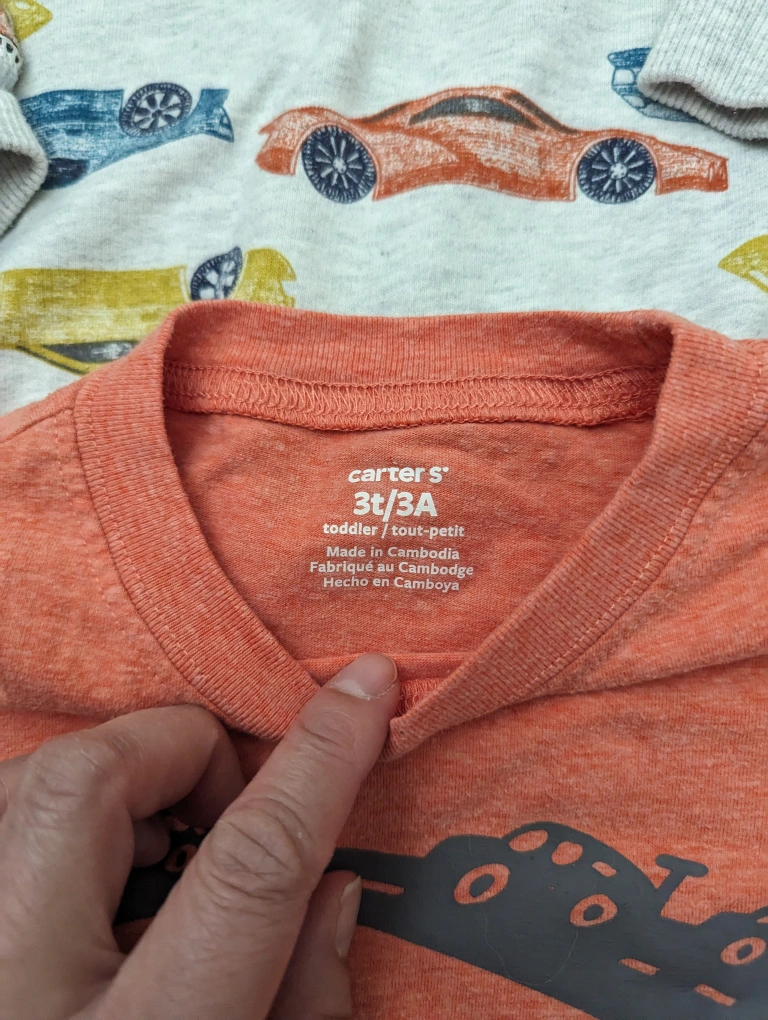 carter's
3t/3A
toddler / tout-petit
Made in Cambodia
Fabriqué au Cambodge
Hecho en Camboya